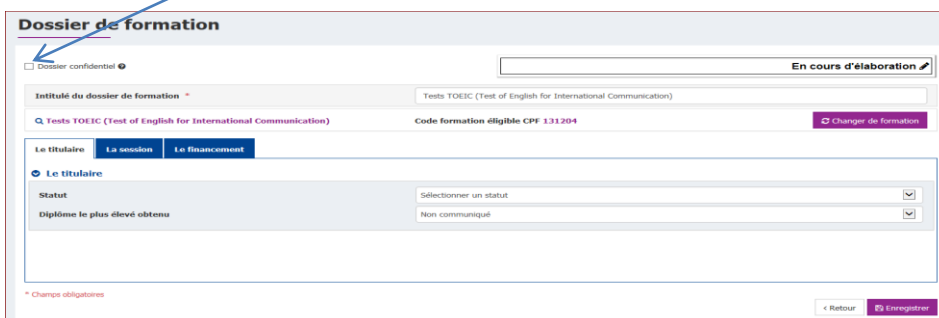 Dossier de formation
Dossier confidentiel
En cours d'élaboration
Intitulé du dossier de formation *
Tests TOEIC (Test of English for International Communication)
Tests TOEIC (Test of English for International Communication)
Code formation éligible CPF 131204
Changer de formation
Le titulaire
La session
Le financement
Le titulaire
Statut
Sélectionner un statut
Diplôme le plus élevé obtenu
Non communiqué
* Champs obligatoires
< Retour
Enregistrer